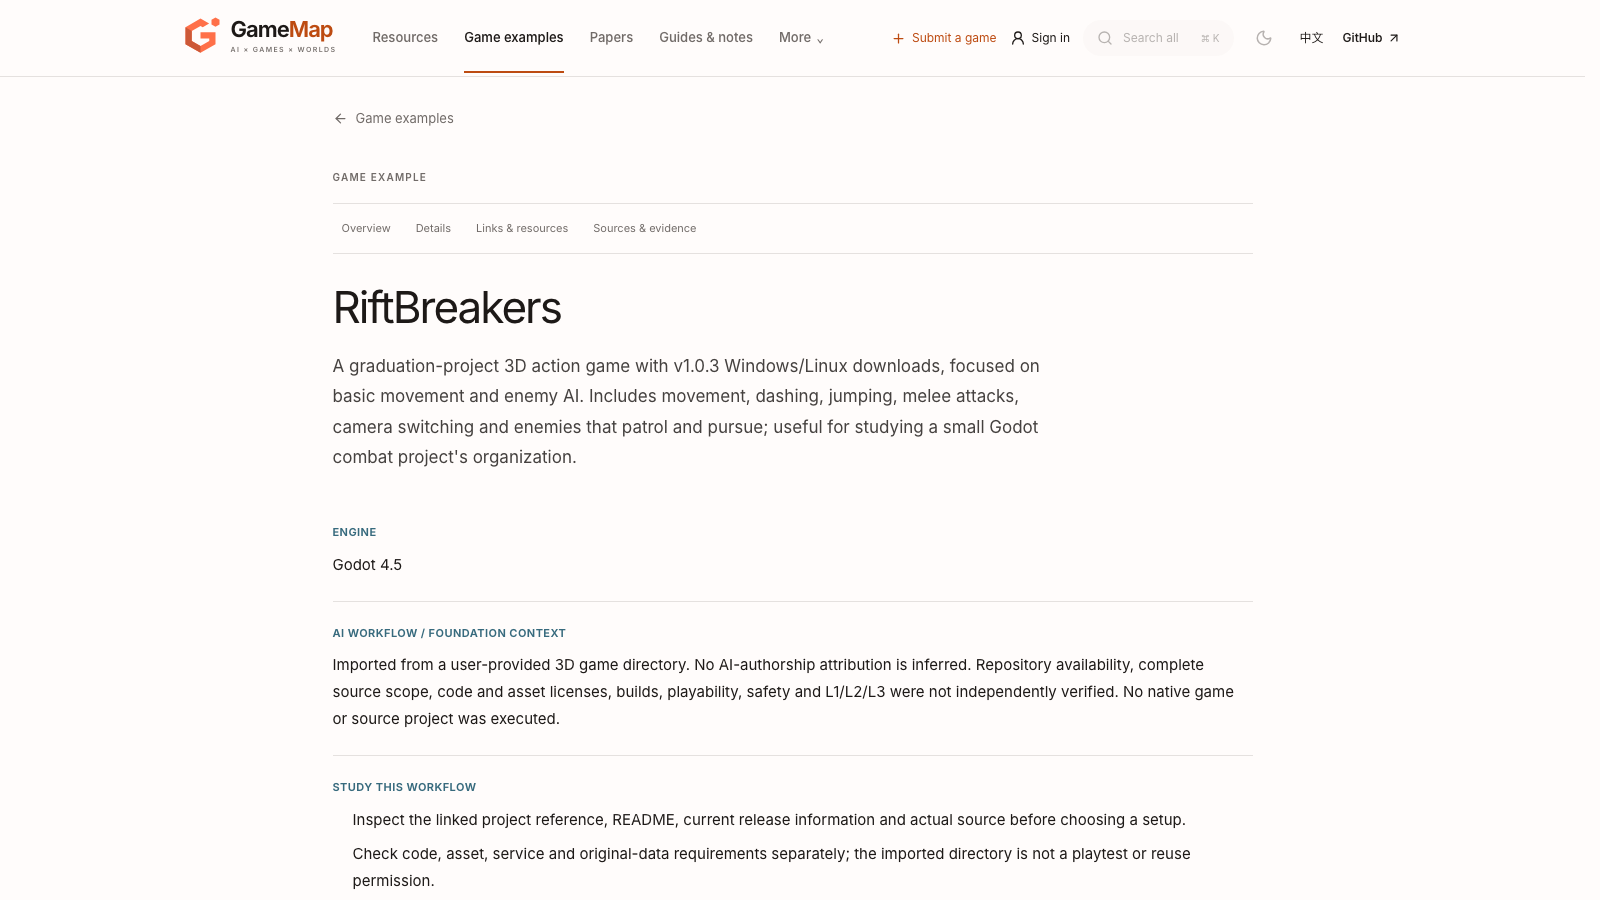 GameMap
AI × GAMES × WORLDS
Resources
Game examples
Papers
Guides & notes
More
Submit a game
Sign in
Search all
⌘ K
中文
GitHub
Game examples
GAME EXAMPLE
Overview
Details
Links & resources
Sources & evidence
RiftBreakers
A graduation-project 3D action game with v1.0.3 Windows/Linux downloads, focused on
basic movement and enemy AI. Includes movement, dashing, jumping, melee attacks,
camera switching and enemies that patrol and pursue; useful for studying a small Godot
combat project's organization.
ENGINE
Godot 4.5
AI WORKFLOW / FOUNDATION CONTEXT
Imported from a user-provided 3D game directory. No AI-authorship attribution is inferred. Repository availability, complete
source scope, code and asset licenses, builds, playability, safety and L1/L2/L3 were not independently verified. No native game
or source project was executed.
STUDY THIS WORKFLOW
Inspect the linked project reference, README, current release information and actual source before choosing a setup.
Check code, asset, service and original-data requirements separately; the imported directory is not a playtest or reuse
permission.